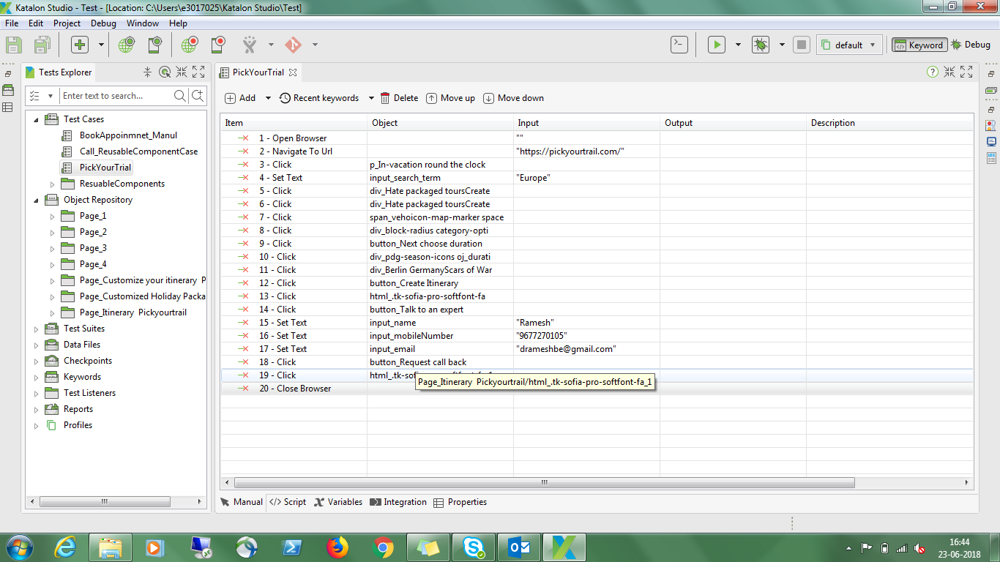 Katalon Studio - Test - [Location: C:\Users\e3017025\Katalon Studio\Test]
File Edit Project Debug Window Help
default Keyword Debug
Tests Explorer
Enter text to search...
Test Cases
BookAppoinmnet_Manul
Call_ReusableComponentCase
PickYourTrial
ResuableComponents
Object Repository
Page_1
Page_2
Page_3
Page_4
Page_Customize your itinerary P
Page_Customized Holiday Packa
Page_Itinerary Pickyourtrail
Test Suites
Data Files
Checkpoints
Keywords
Test Listeners
Reports
Profiles
PickYourTrial
Add Recent keywords Delete Move up Move down
Item Object Input Output Description
1 - Open Browser ""
2 - Navigate To Url "https://pickyourtrail.com/"
3 - Click p_In-vacation round the clock
4 - Set Text input_search_term "Europe"
5 - Click div_Hate packaged toursCreate
6 - Click div_Hate packaged toursCreate
7 - Click span_vehoicon-map-marker space
8 - Click div_block-radius category-opti
9 - Click button_Next choose duration
10 - Click div_pdg-season-icons oj_durati
11 - Click div_Berlin GermanyScars of War
12 - Click button_Create Itinerary
13 - Click html_.tk-sofia-pro-softfont-fa
14 - Click button_Talk to an expert
15 - Set Text input_name "Ramesh"
16 - Set Text input_mobileNumber "9677270105"
17 - Set Text input_email "drameshbe@gmail.com"
18 - Click button_Request call back
19 - Click html_.tk-sof
Page_Itinerary Pickyourtrail/html_.tk-sofia-pro-softfont-fa_1
20 - Close Browser
Manual Script Variables Integration Properties
16:44
23-06-2018